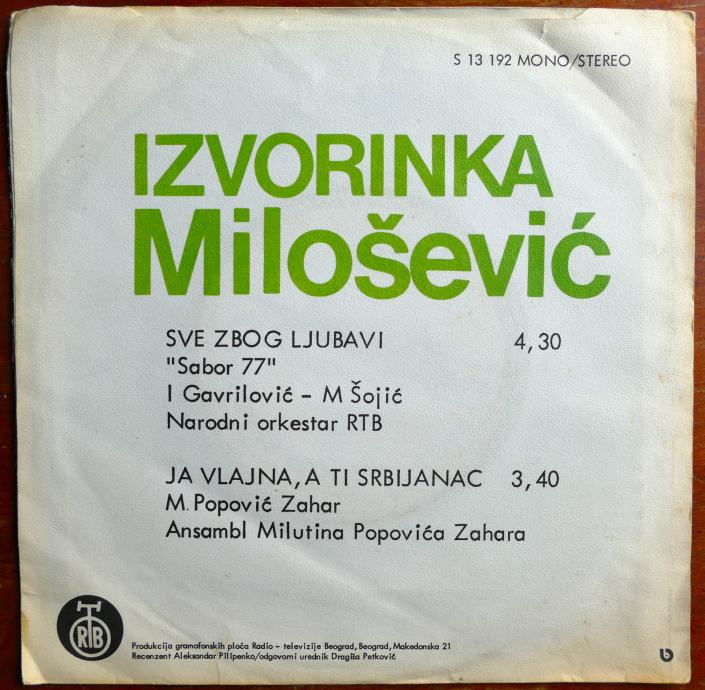 S 13 192 MONO/STEREO
IZVORINKA
Milošević
SVE ZBOG LJUBAVI 4,30
"Sabor 77"
I Gavrilović - M Šojić
Narodni orkestar RTB
JA VLAJNA, A TI SRBIJANAC 3,40
M. Popović Zahar
Ansambl Milutina Popovića Zahara
RTB
Produkcija gramofonskih ploča Radio - televizije Beograd, Beograd, Makedonska 21
Recenzent Aleksandar Pilipenko/odgovorni urednik Dragiša Petković